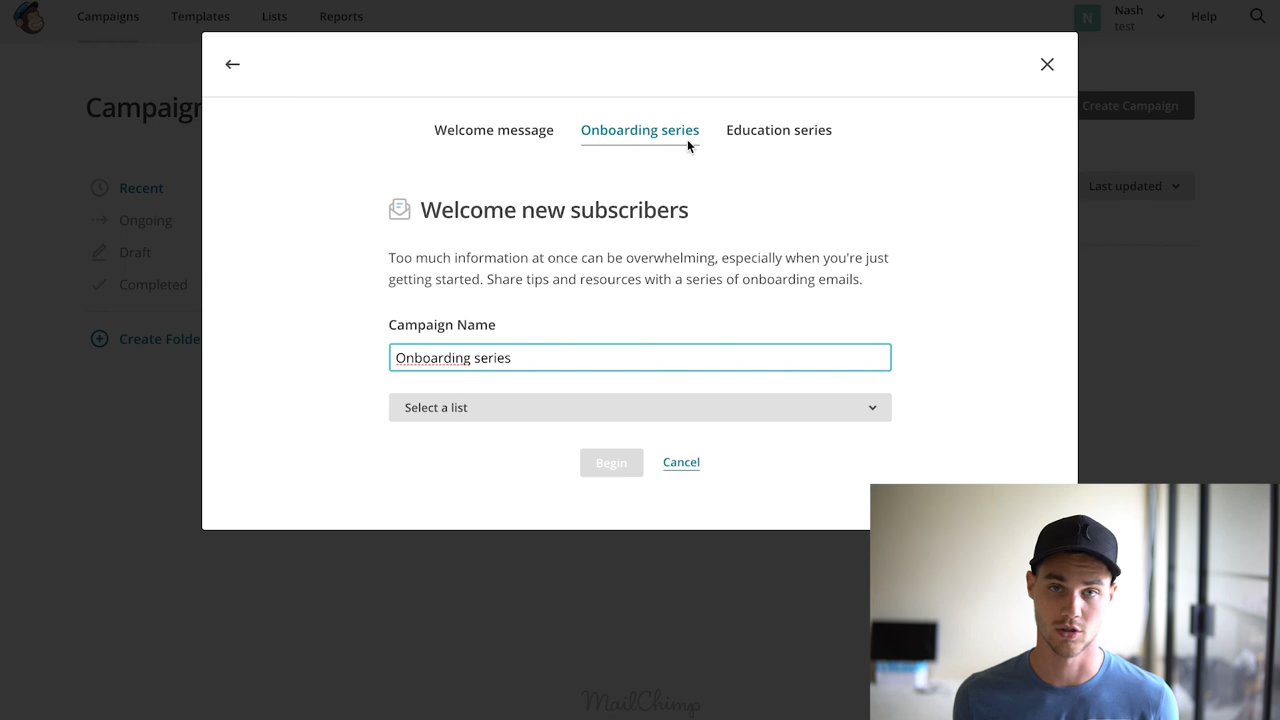 Campaigns Templates Lists Reports
N Nash Help
test
Campaign
Create Campaign
Recent
Ongoing
Draft
Completed
Create Folde
Last updated
Welcome message Onboarding series Education series
Welcome new subscribers
Too much information at once can be overwhelming, especially when you're just
getting started. Share tips and resources with a series of onboarding emails.
Campaign Name
Onboarding series
Select a list
Begin Cancel
MailChimp